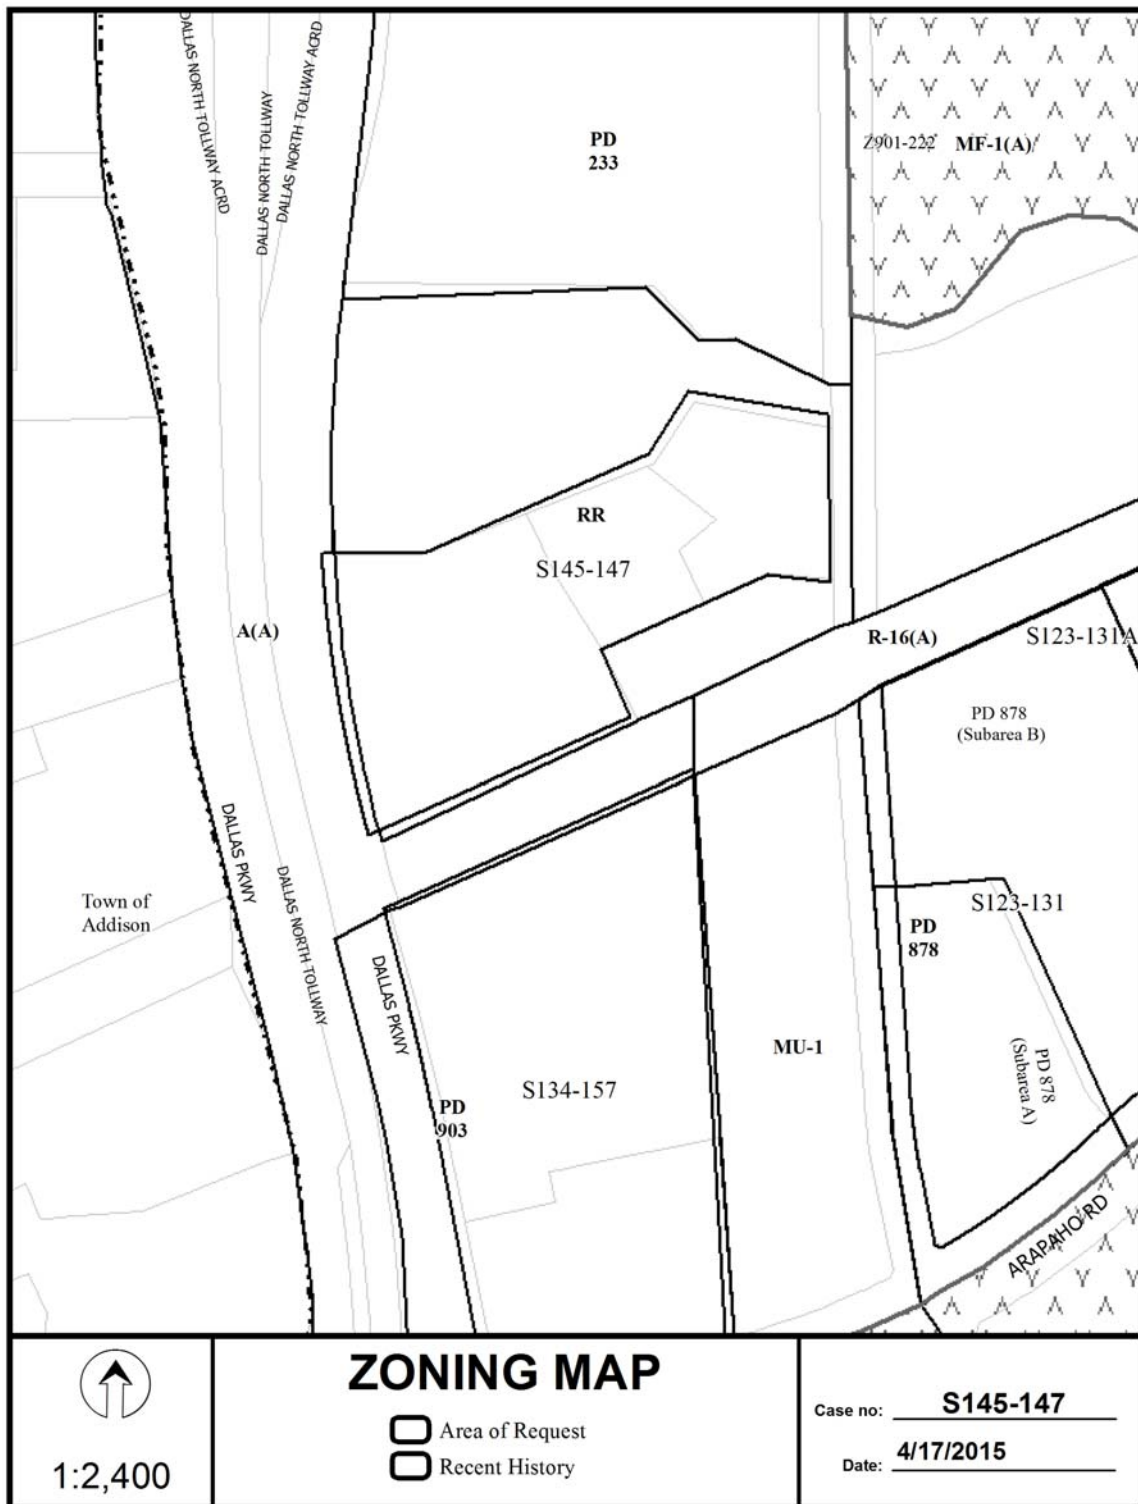 DALLAS NORTH TOLLWAY ACRD
DALLAS NORTH TOLLWAY
DALLAS NORTH TOLLWAY ACRD
PD
233
Z901-222
MF-1(A)
RR
S145-147
A(A)
R-16(A)
S123-131A
PD 878
(Subarea B)
DALLAS PKWY
DALLAS NORTH TOLLWAY
Town of
Addison
S123-131
PD
878
DALLAS PKWY
MU-1
PD 878
(Subarea A)
S134-157
PD
903
ARAPAHO RD
1:2,400
ZONING MAP
Area of Request
Recent History
Case no: S145-147
Date: 4/17/2015